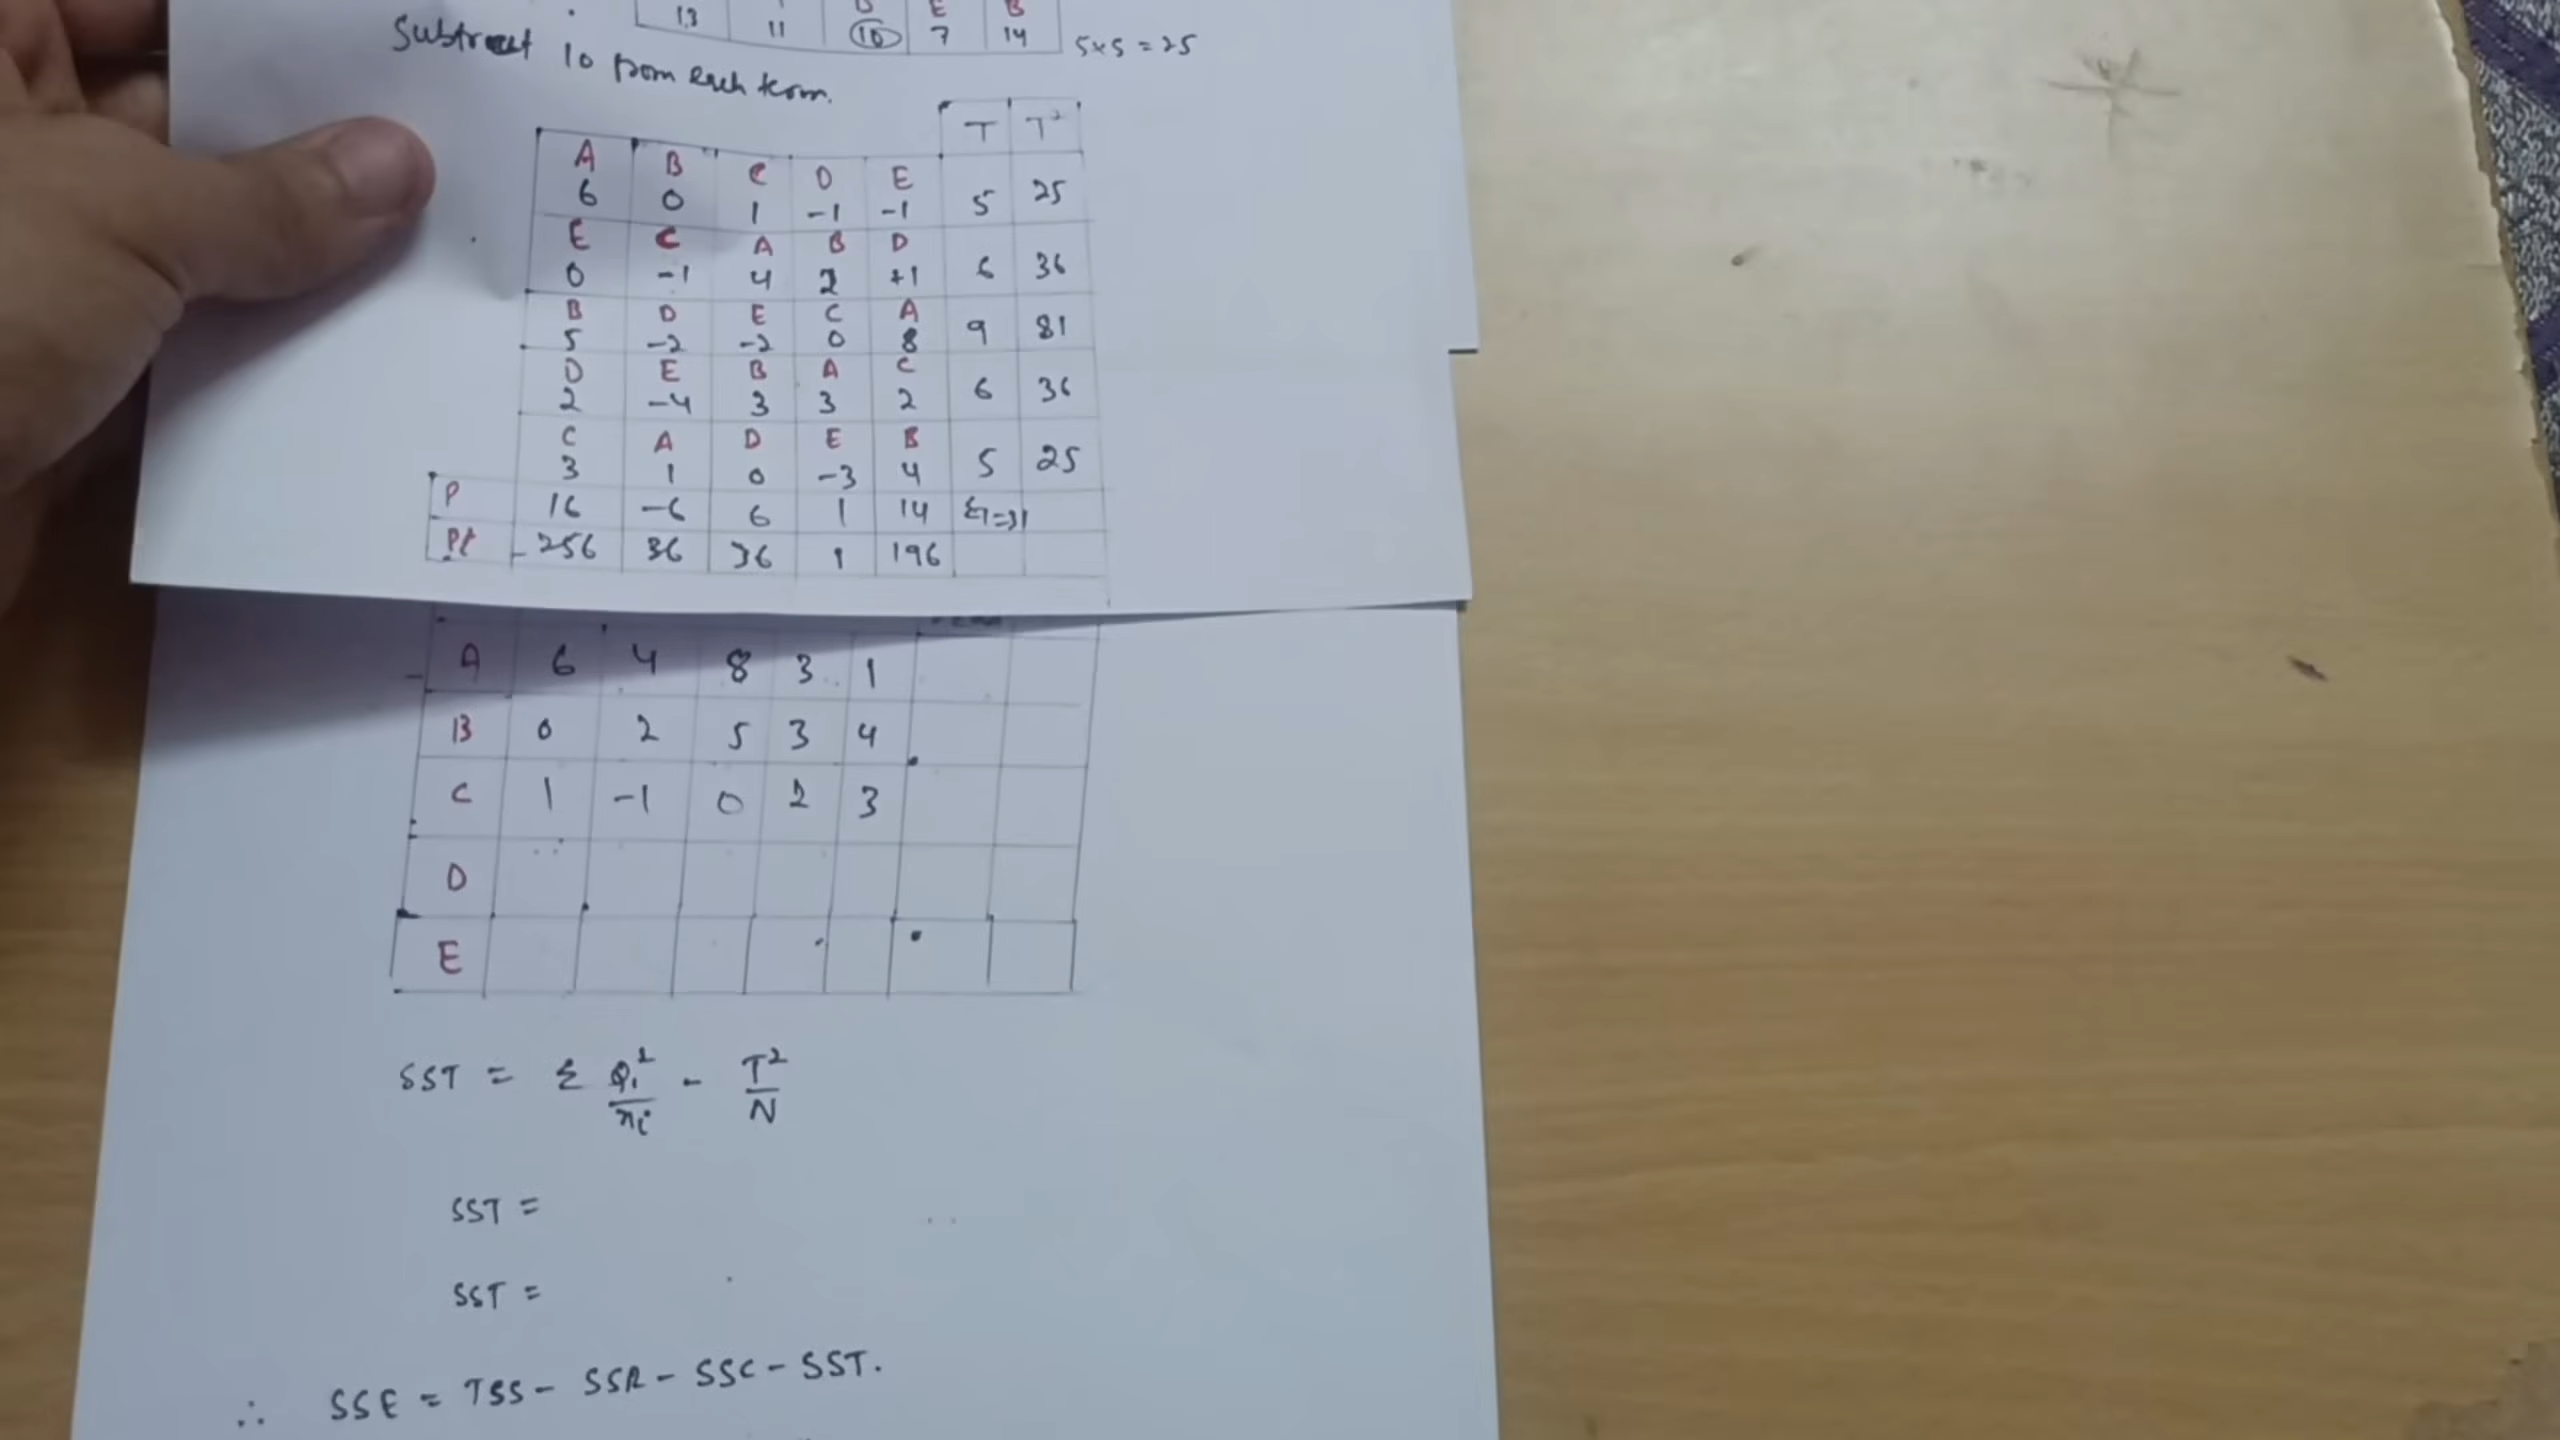 E B
13 11 10 7 14 5×5 = 25
Subtract 10 from each term.
T T²
A B C D E
6 0 1 -1 -1 5 25
E C A B D
0 -1 4 2 +1 6 36
B D E C A
5 -2 -2 0 8 9 81
D E B A C
2 -4 3 3 2 6 36
C A D E B
3 1 0 -3 4 5 25
P 16 -6 6 1 14 ΣT=31
256 36 36 1 196
A 6 4 8 3 1
B 0 2 5 3 4
C 1 -1 0 2 3
D
E
SST = Σ Qi²/ni - T²/N
SST =
SST =
∴ SSE = TSS - SSR - SSC - SST.